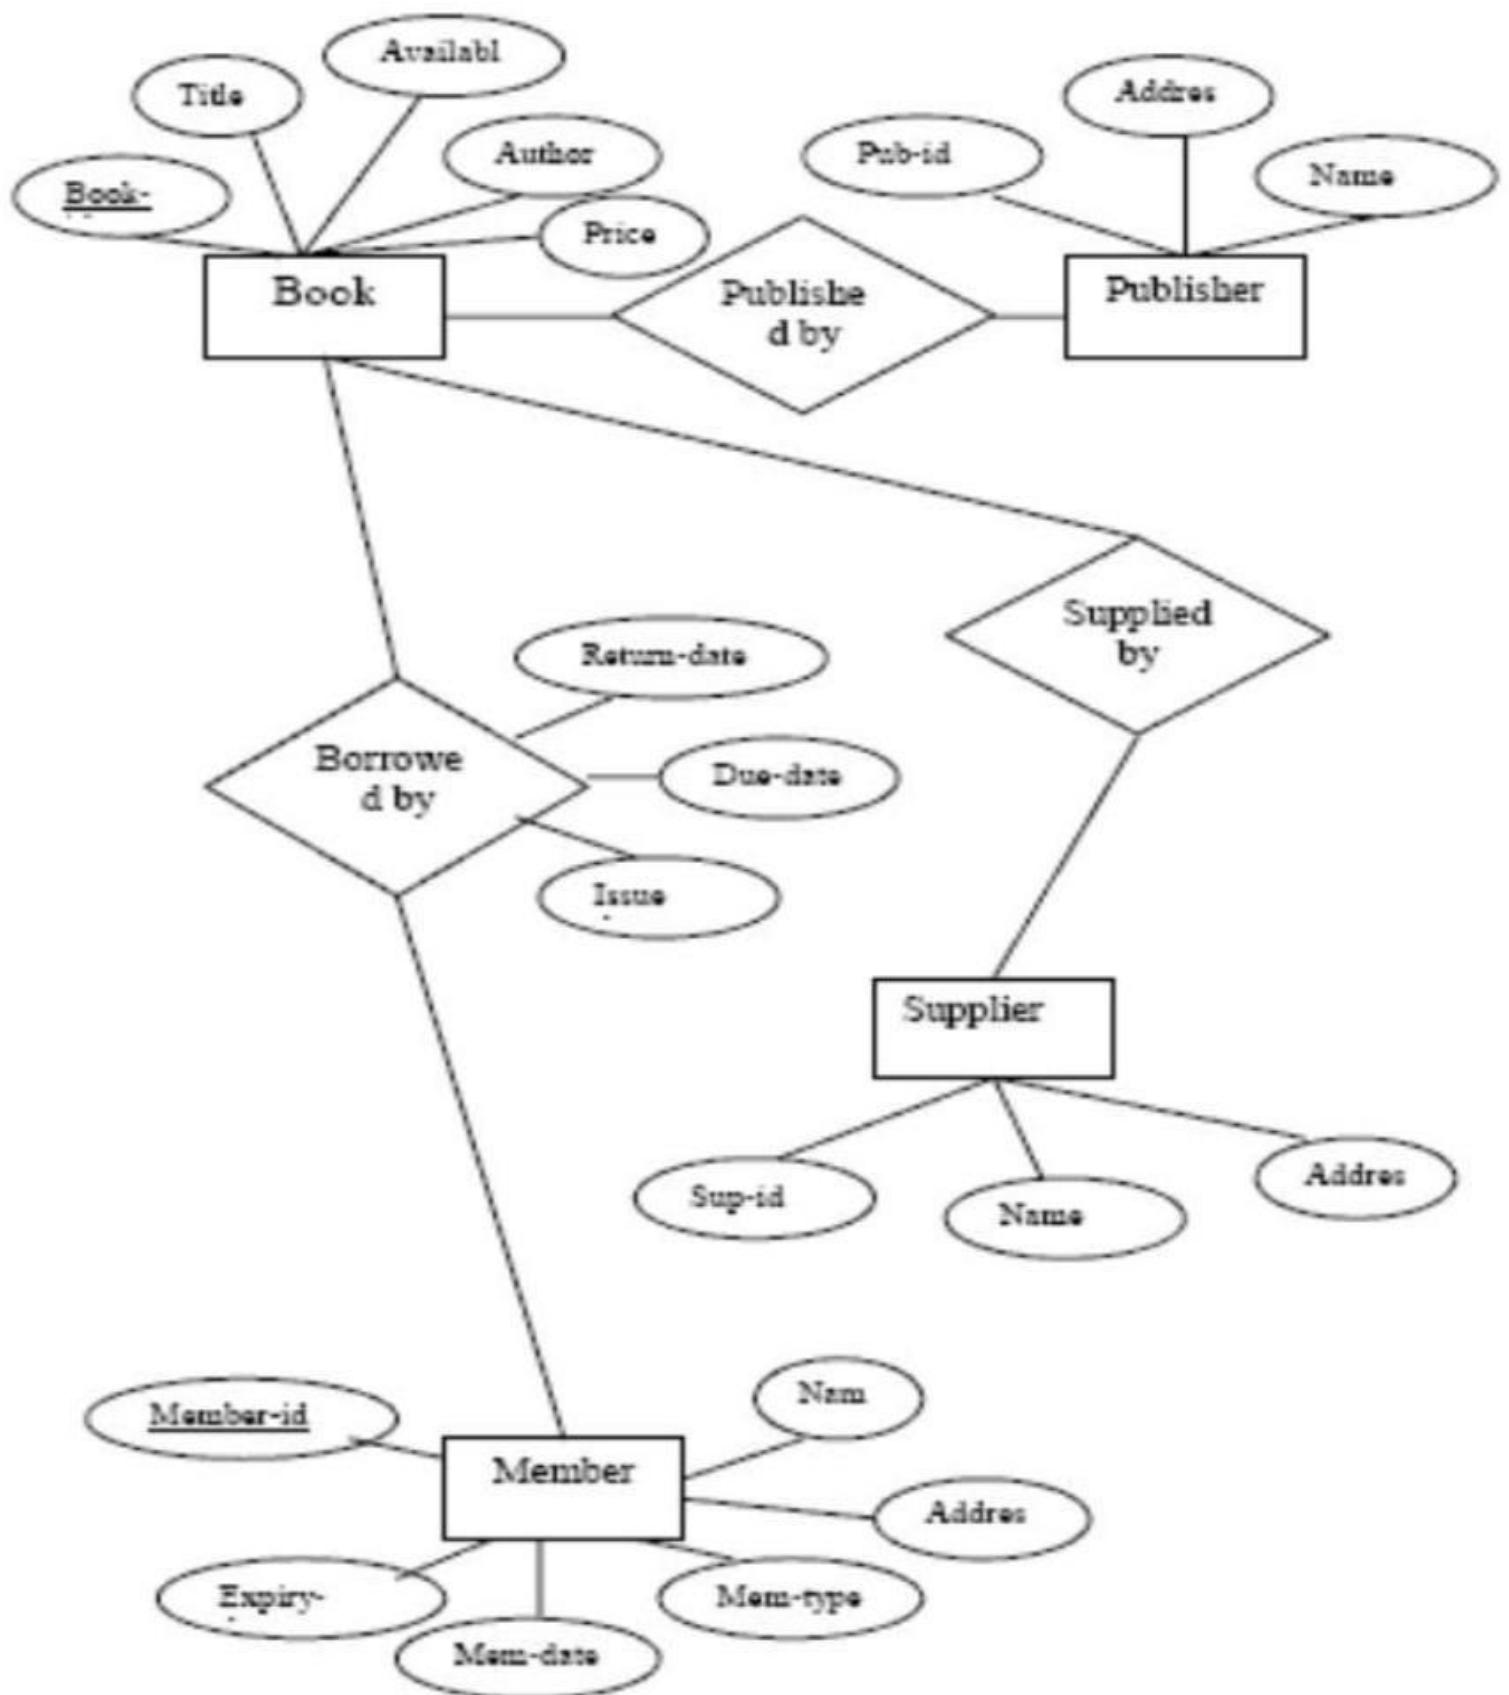 Availabl
Title
Author
Book-
Price
Book
Pub-id
Addres
Name
Publishe
d by
Publisher
Supplied
by
Return-date
Due-date
Issue
Borrowe
d by
Supplier
Sup-id
Name
Addres
Member-id
Nam
Member
Addres
Expiry-
Mem-type
Mem-date